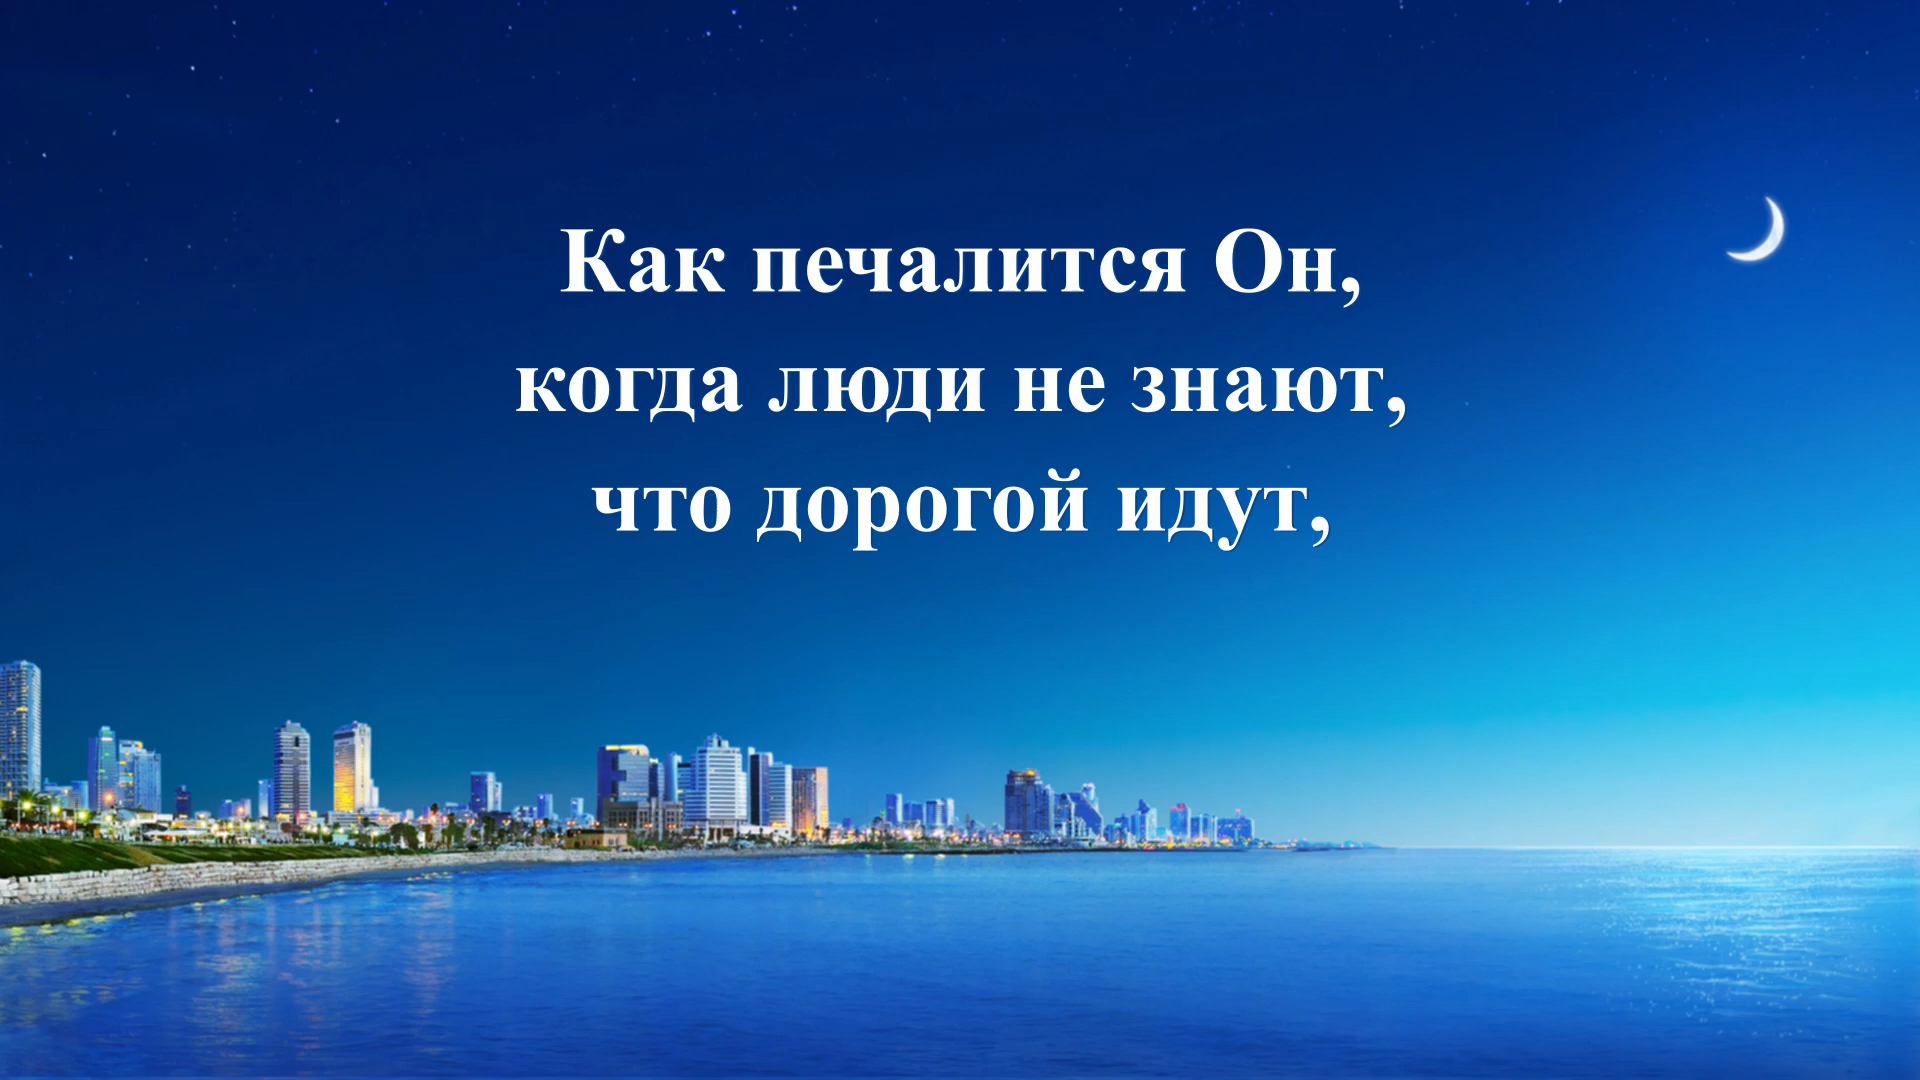 Как печалится Он,
когда люди не знают,
что дорогой идут,